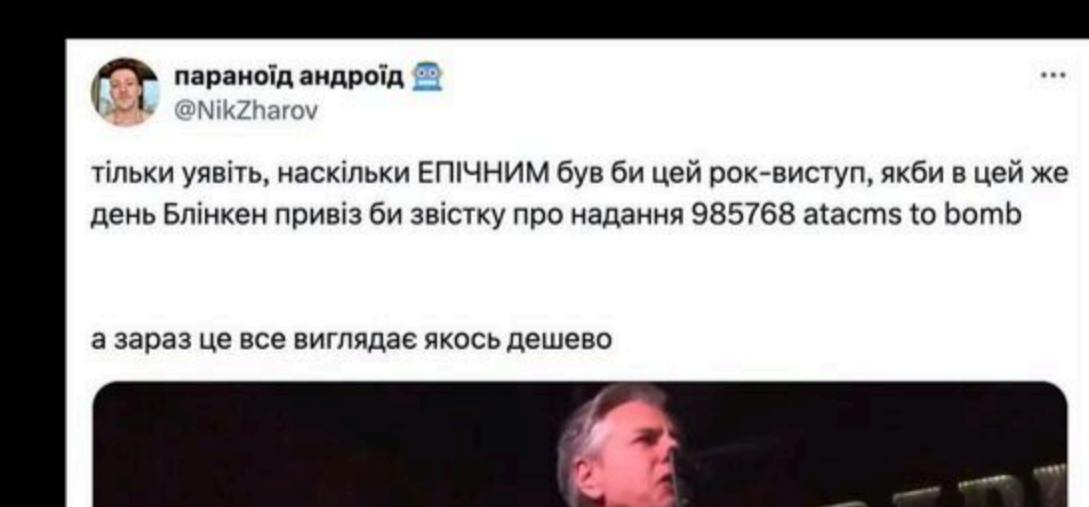 параноїд андроїд
@NikZharov
тільки уявіть, наскільки ЕПІЧНИМ був би цей рок-виступ, якби в цей же
день Блінкен привіз би звістку про надання 985768 atacms to bomb
а зараз це все виглядає якось дешево